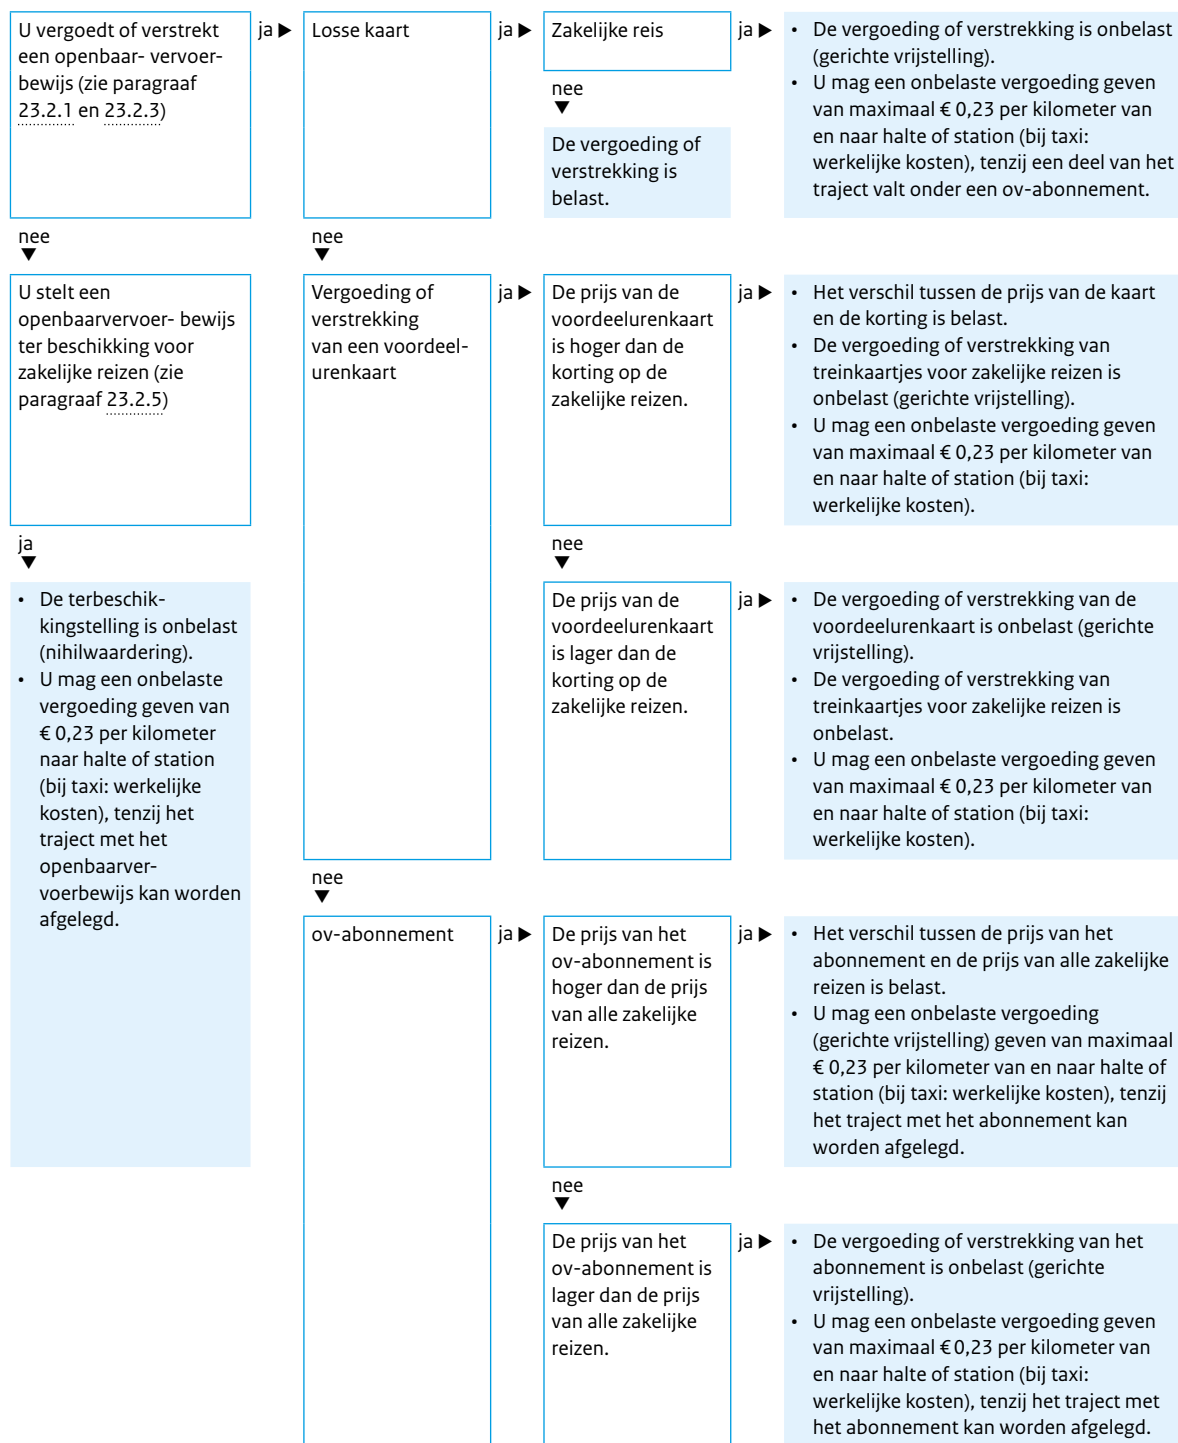 U vergoedt of verstrekt
een openbaar- vervoer-
bewijs (zie paragraaf
23.2.1 en 23.2.3)
ja ▶
Losse kaart
ja ▶
Zakelijke reis
ja ▶
• De vergoeding of verstrekking is onbelast
(gerichte vrijstelling).
• U mag een onbelaste vergoeding geven
van maximaal € 0,23 per kilometer van
en naar halte of station (bij taxi:
werkelijke kosten), tenzij een deel van het
traject valt onder een ov-abonnement.
nee
▼
De vergoeding of
verstrekking is
belast.
nee
▼
nee
▼
U stelt een
openbaarvervoer- bewijs
ter beschikking voor
zakelijke reizen (zie
paragraaf 23.2.5)
Vergoeding of
verstrekking
van een voordeel-
urenkaart
ja ▶
De prijs van de
voordeelurenkaart
is hoger dan de
korting op de
zakelijke reizen.
ja ▶
• Het verschil tussen de prijs van de kaart
en de korting is belast.
• De vergoeding of verstrekking van
treinkaartjes voor zakelijke reizen is
onbelast (gerichte vrijstelling).
• U mag een onbelaste vergoeding geven
van maximaal € 0,23 per kilometer van
en naar halte of station (bij taxi:
werkelijke kosten).
ja
▼
nee
▼
• De terbeschik-
kingstelling is onbelast
(nihilwaardering).
• U mag een onbelaste
vergoeding geven van
€ 0,23 per kilometer
naar halte of station
(bij taxi: werkelijke
kosten), tenzij het
traject met het
openbaarver-
voerbewijs kan worden
afgelegd.
De prijs van de
voordeelurenkaart
is lager dan de
korting op de
zakelijke reizen.
ja ▶
• De vergoeding of verstrekking van de
voordeelurenkaart is onbelast (gerichte
vrijstelling).
• De vergoeding of verstrekking van
treinkaartjes voor zakelijke reizen is
onbelast.
• U mag een onbelaste vergoeding geven
van maximaal € 0,23 per kilometer van
en naar halte of station (bij taxi:
werkelijke kosten).
nee
▼
ov-abonnement
ja ▶
De prijs van het
ov-abonnement is
hoger dan de prijs
van alle zakelijke
reizen.
ja ▶
• Het verschil tussen de prijs van het
abonnement en de prijs van alle zakelijke
reizen is belast.
• U mag een onbelaste vergoeding
(gerichte vrijstelling) geven van maximaal
€ 0,23 per kilometer van en naar halte of
station (bij taxi: werkelijke kosten), tenzij
het traject met het abonnement kan
worden afgelegd.
nee
▼
De prijs van het
ov-abonnement is
lager dan de prijs
van alle zakelijke
reizen.
ja ▶
• De vergoeding of verstrekking van het
abonnement is onbelast (gerichte
vrijstelling).
• U mag een onbelaste vergoeding geven
van maximaal € 0,23 per kilometer van
en naar halte of station (bij taxi:
werkelijke kosten), tenzij het traject met
het abonnement kan worden afgelegd.